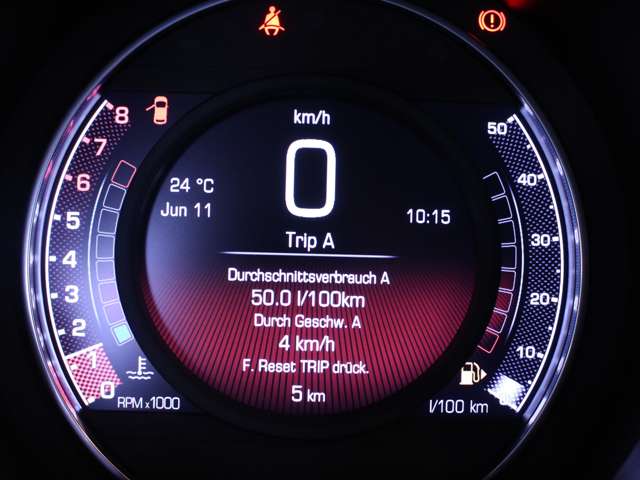 km/h
0
24 °C
Jun 11
10:15
Trip A
Durchschnittsverbrauch A
50.0 l/100km
Durch Geschw. A
4 km/h
F. Reset TRIP drück.
5 km
8
7
6
5
4
3
2
1
0
RPM x1000
50
40
30
20
10
l/100 km